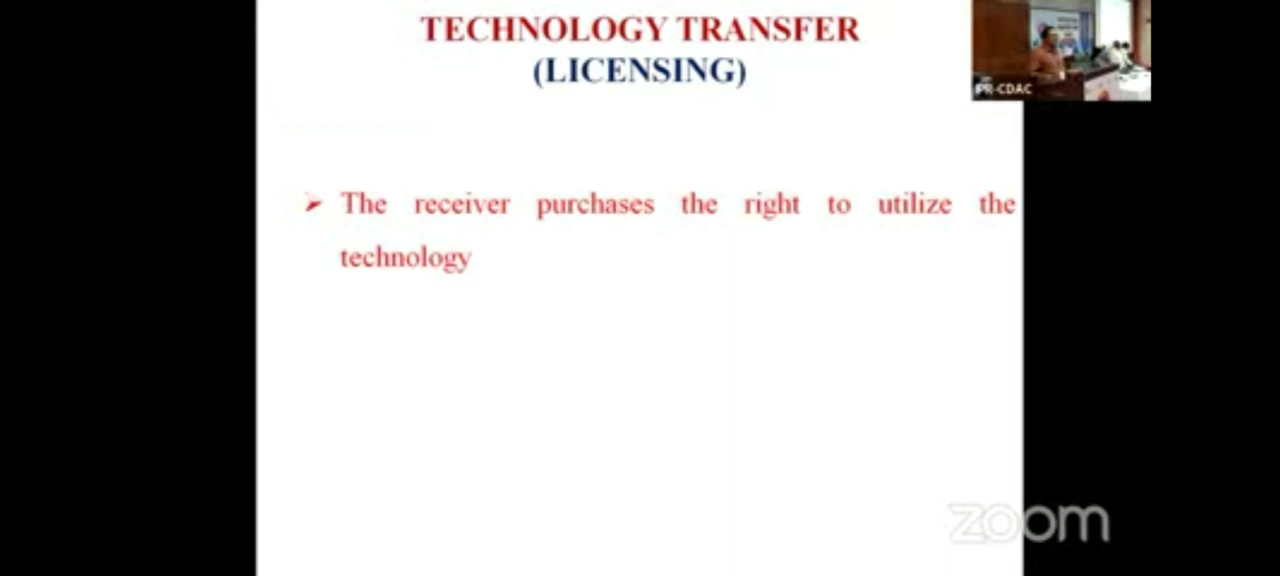 TECHNOLOGY TRANSFER
(LICENSING)
IPR-CDAC
➢ The receiver purchases the right to utilize the
technology
zoom